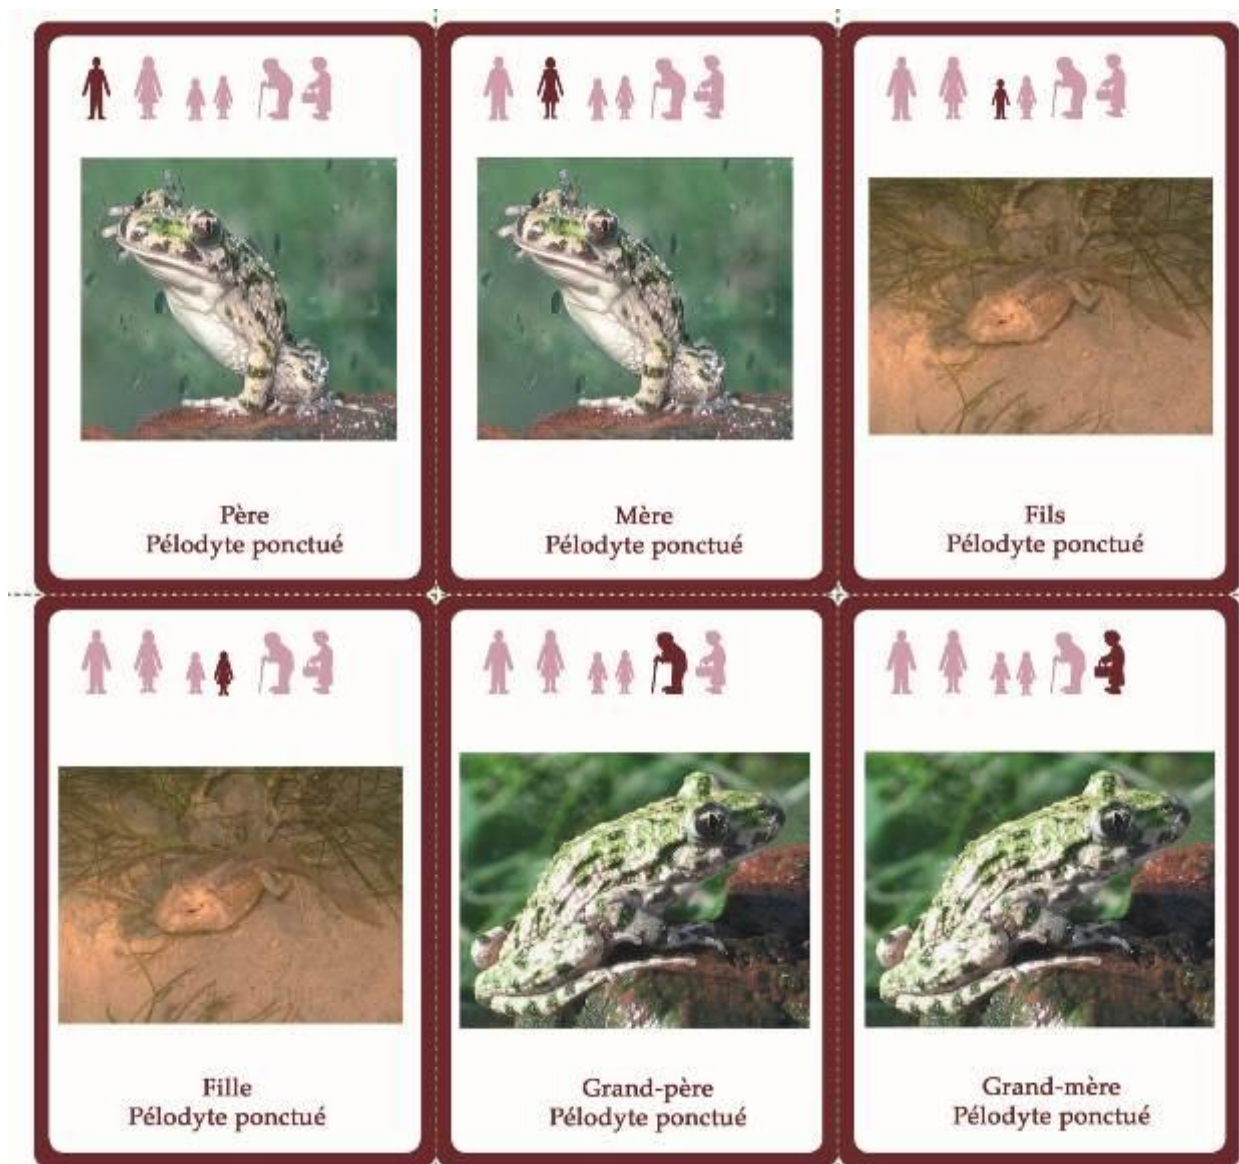 Père
Pélodyte ponctué
Mère
Pélodyte ponctué
Fils
Pélodyte ponctué
Fille
Pélodyte ponctué
Grand-père
Pélodyte ponctué
Grand-mère
Pélodyte ponctué